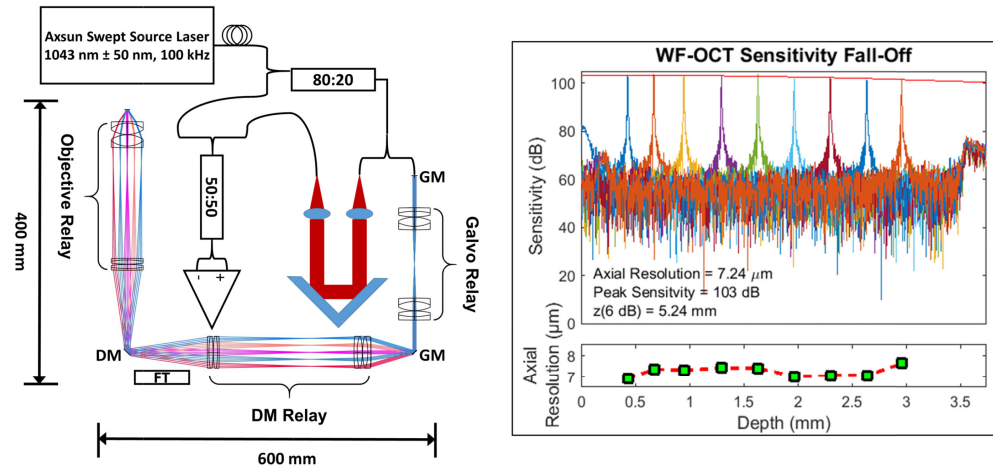 Axsun Swept Source Laser
1043 nm ± 50 nm, 100 kHz
80:20
Objective Relay
400 mm
50:50
- +
GM
Galvo Relay
DM
GM
FT
DM Relay
600 mm
WF-OCT Sensitivity Fall-Off
Sensitivity (dB)
100
80
60
40
20
0
Axial Resolution = 7.24 μm
Peak Sensitvity = 103 dB
z(6 dB) = 5.24 mm
Axial
Resolution (μm)
8
7
0 0.5 1 1.5 2 2.5 3 3.5
Depth (mm)